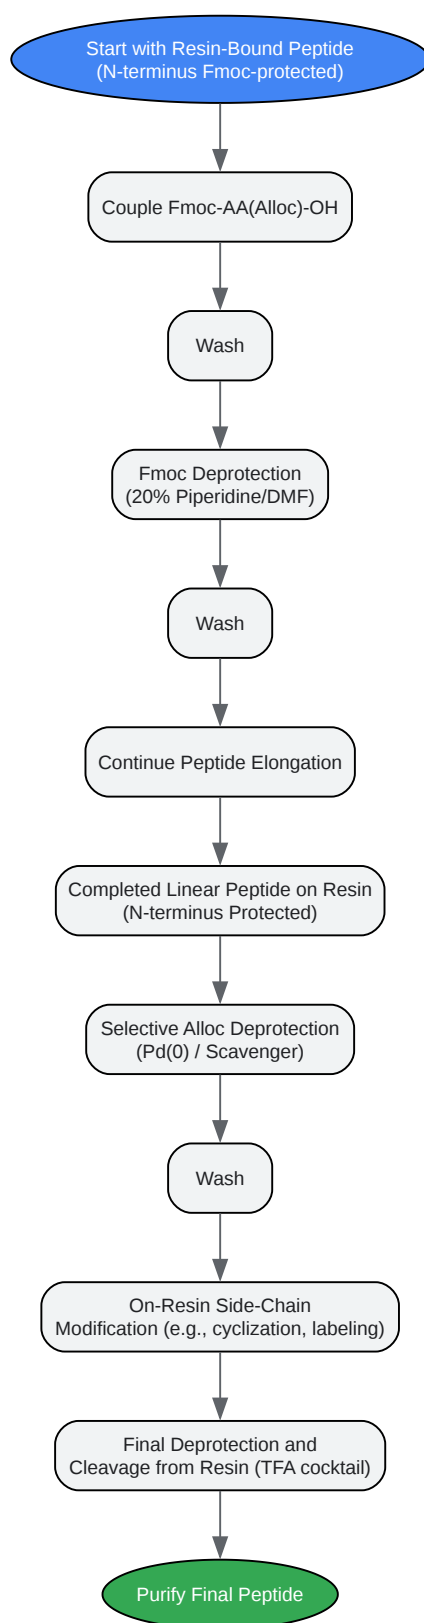 Start with Resin-Bound Peptide
(N-terminus Fmoc-protected)
Couple Fmoc-AA(Alloc)-OH
Wash
Fmoc Deprotection
(20% Piperidine/DMF)
Wash
Continue Peptide Elongation
Completed Linear Peptide on Resin
(N-terminus Protected)
Selective Alloc Deprotection
(Pd(0) / Scavenger)
Wash
On-Resin Side-Chain
Modification (e.g., cyclization, labeling)
Final Deprotection and
Cleavage from Resin (TFA cocktail)
Purify Final Peptide